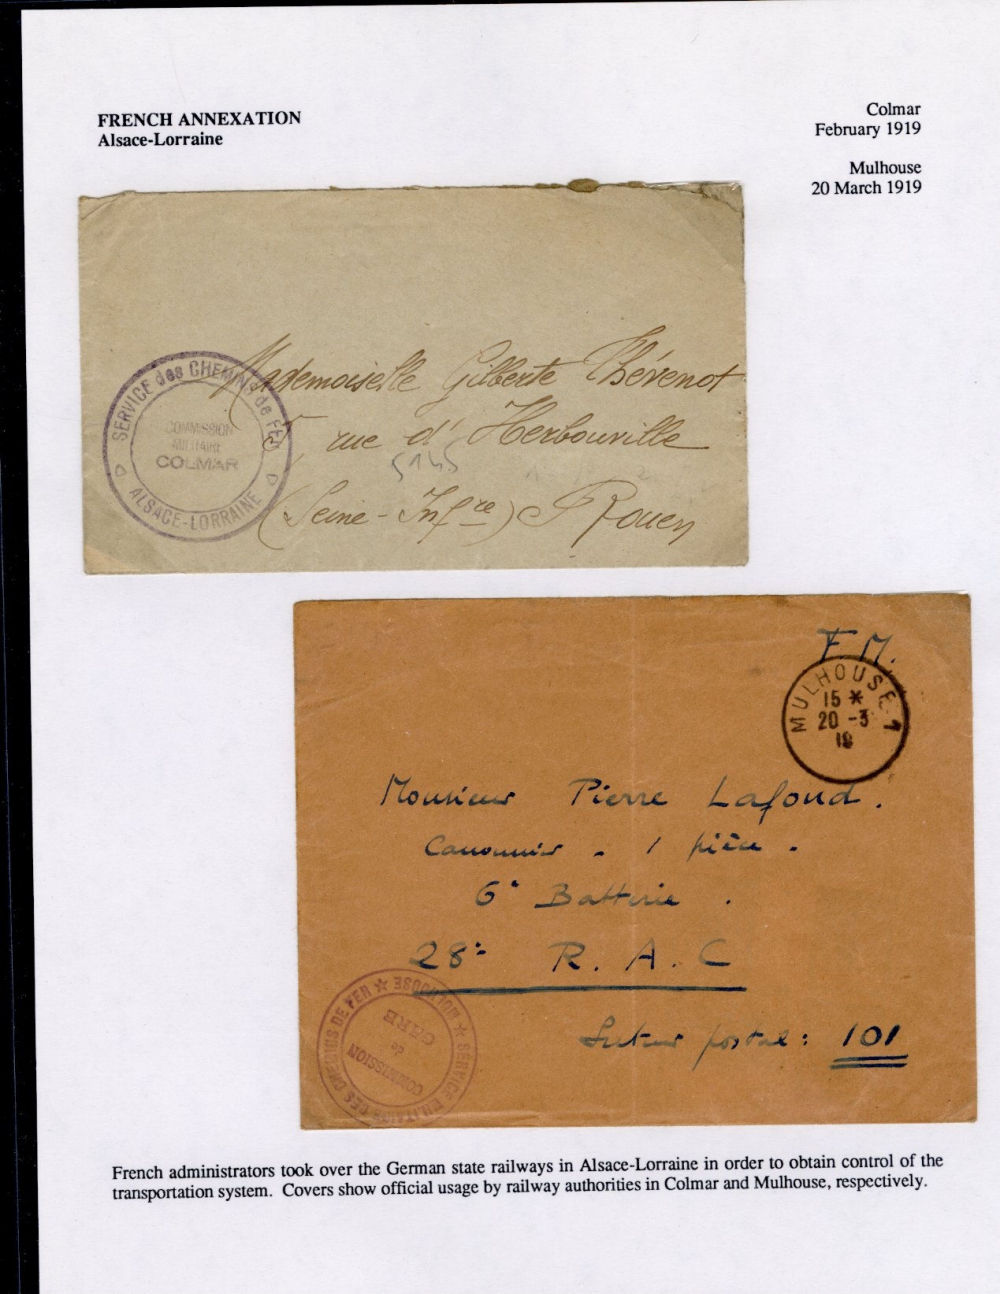 FRENCH ANNEXATION
Alsace-Lorraine
Colmar
February 1919
Mulhouse
20 March 1919
Mademoiselle Gilberte Thévenot
5, rue d'Herbouville
5145
(Seine-Infre) Rouen
SERVICE des CHEMINS de FER
COMMISSION
MILITAIRE
COLMAR
ALSACE-LORRAINE
F. M.
MULHOUSE 1
15 *
20 -3
19
Monsieur Pierre Lafond.
Canonnier - 1 pièce -
6e Batterie.
28e R. A. C
Secteur postal: 101
SERVICE MILITAIRE DES CHEMINS DE FER ☆ MULHOUSE ☆
COMMISSION
de
GARE
French administrators took over the German state railways in Alsace-Lorraine in order to obtain control of the
transportation system. Covers show official usage by railway authorities in Colmar and Mulhouse, respectively.